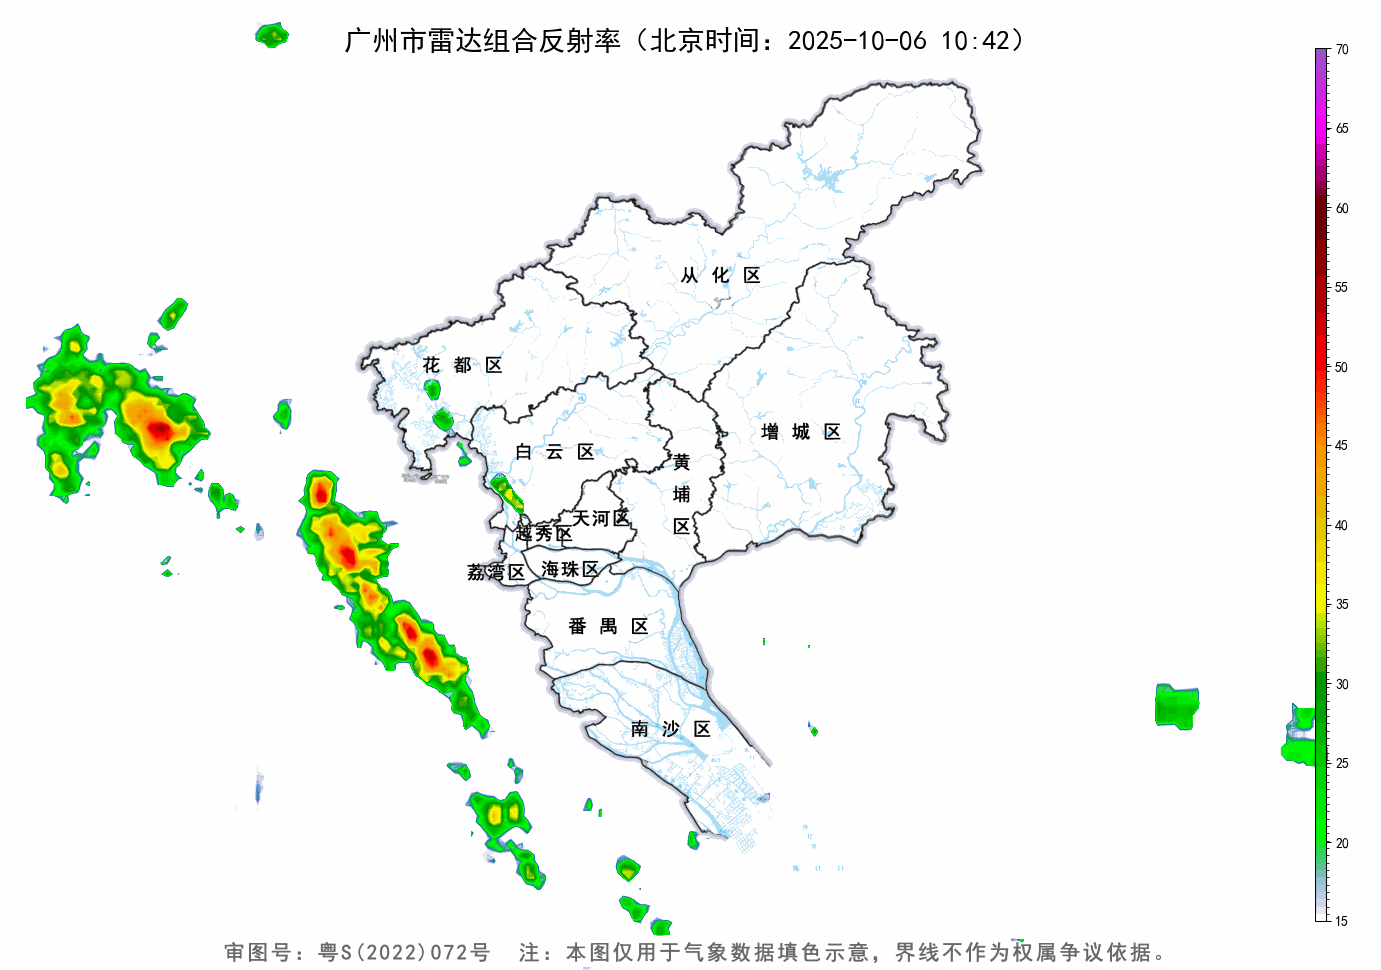 广州市雷达组合反射率（北京时间：2025-10-06 10:42）
70
65
60
55
50
45
40
35
30
25
20
15
从化区
花都区
增城区
白云区
黄埔区
天河区
越秀区
海珠区
荔湾区
番禺区
南沙区
审图号：粤S(2022)072号 注：本图仅用于气象数据填色示意，界线不作为权属争议依据。